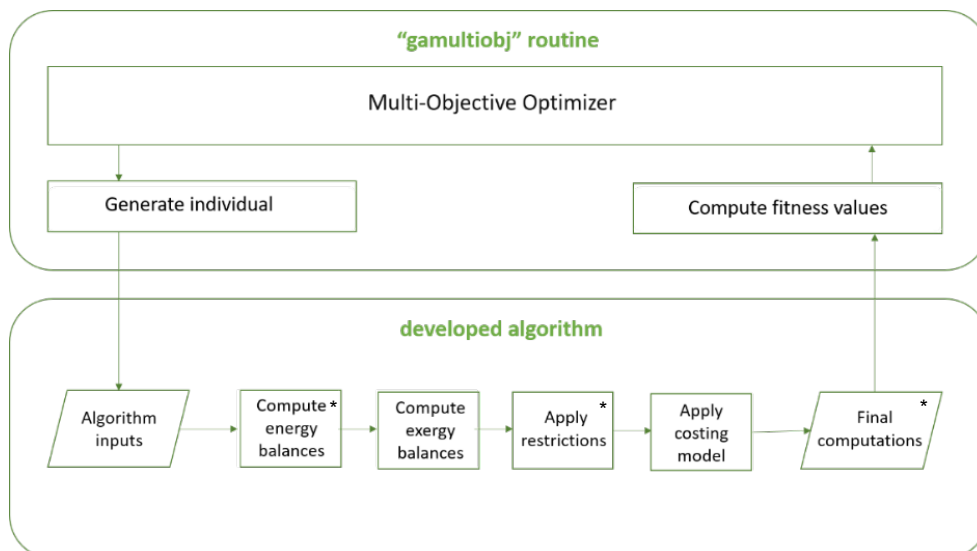 “gamultiobj” routine
Multi-Objective Optimizer
Generate individual
Compute fitness values
developed algorithm
Algorithm
inputs
Compute *
energy
balances
Compute
exergy
balances
Apply *
restrictions
Apply
costing
model
Final *
computations